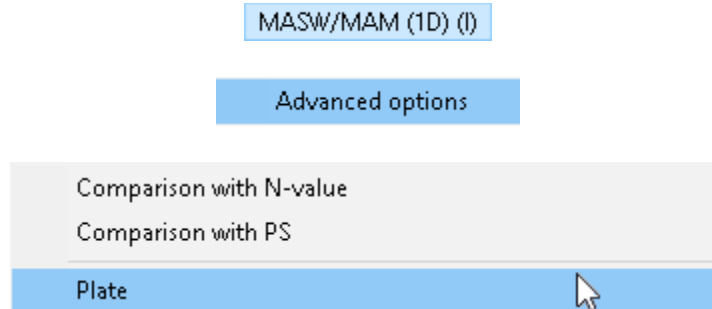 MASW/MAM (1D) (I)
Advanced options
Comparison with N-value
Comparison with PS
Plate